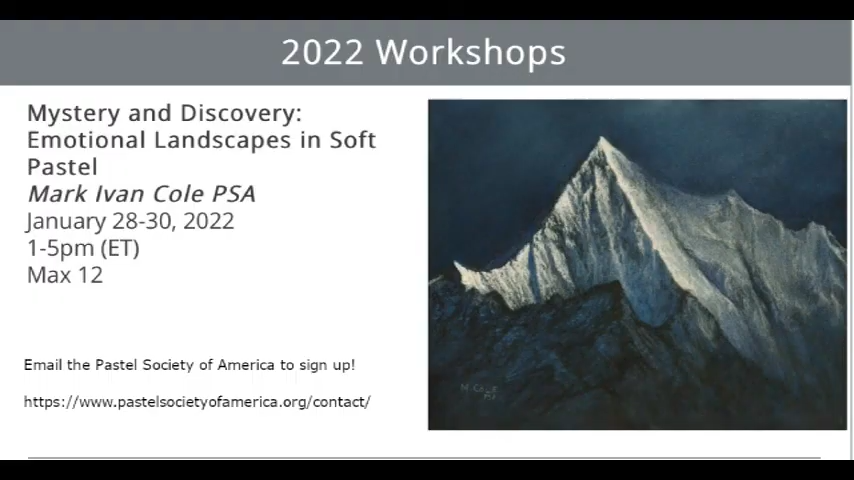 2022 Workshops
Mystery and Discovery:
Emotional Landscapes in Soft
Pastel
Mark Ivan Cole PSA
January 28-30, 2022
1-5pm (ET)
Max 12
Email the Pastel Society of America to sign up!
https://www.pastelsocietyofamerica.org/contact/